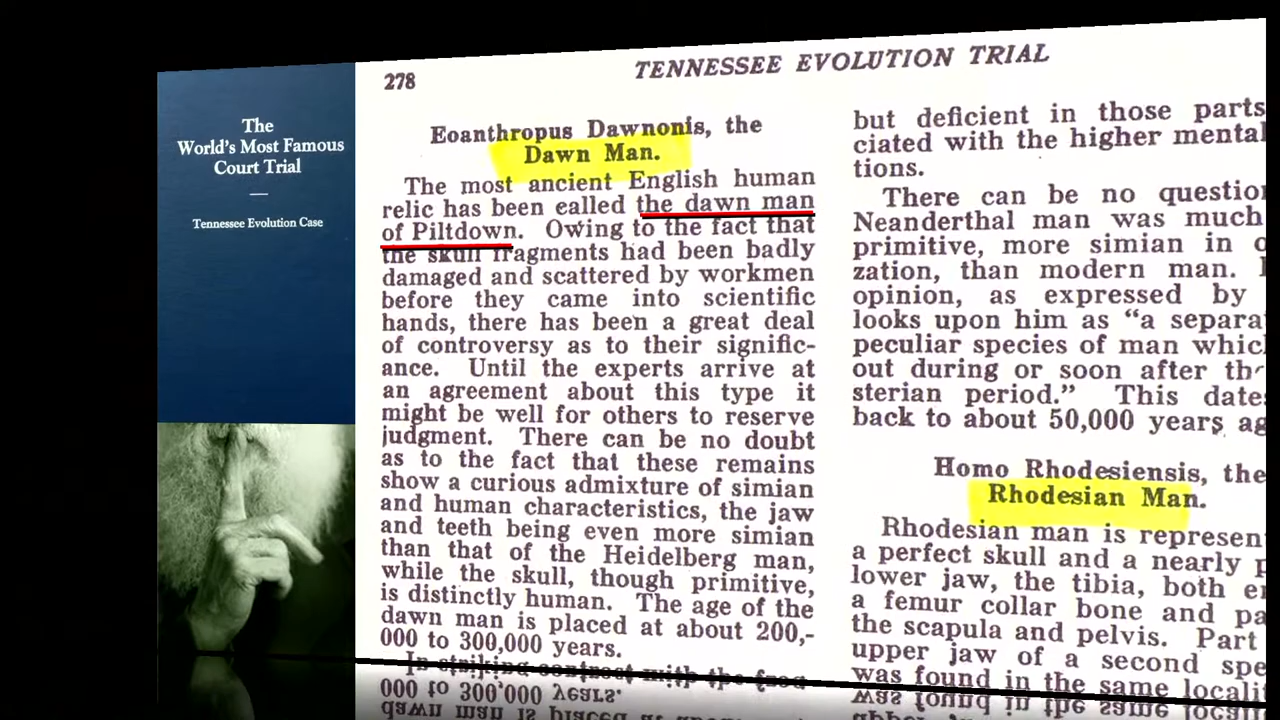 The
World's Most Famous
Court Trial
Tennessee Evolution Case
278
TENNESSEE EVOLUTION TRIAL
Eoanthropus Dawnonis, the
Dawn Man.
The most ancient English human
relic has been ealled the dawn man
of Piltdown. Owing to the fact that
the skull fragments had been badly
damaged and scattered by workmen
before they came into scientific
hands, there has been a great deal
of controversy as to their signific-
ance. Until the experts arrive at
an agreement about this type it
might be well for others to reserve
judgment. There can be no doubt
as to the fact that these remains
show a curious admixture of simian
and human characteristics, the jaw
and teeth being even more simian
than that of the Heidelberg man,
while the skull, though primitive,
is distinctly human. The age of the
dawn man is placed at about 200,-
000 to 300,000 years.
In striking contrast with the
but deficient in those parts
ciated with the higher mental
tions.
There can be no question
Neanderthal man was much
primitive, more simian in
zation, than modern man.
opinion, as expressed by
looks upon him as "a separa
peculiar species of man whic
out during or soon after th
sterian period." This date
back to about 50,000 years ag
Homo Rhodesiensis, the
Rhodesian Man.
Rhodesian man is represen
a perfect skull and a nearly p
lower jaw, the tibia, both e
a femur collar bone and pa
the scapula and pelvis. Part
upper jaw of a second spe
was found in the same localit